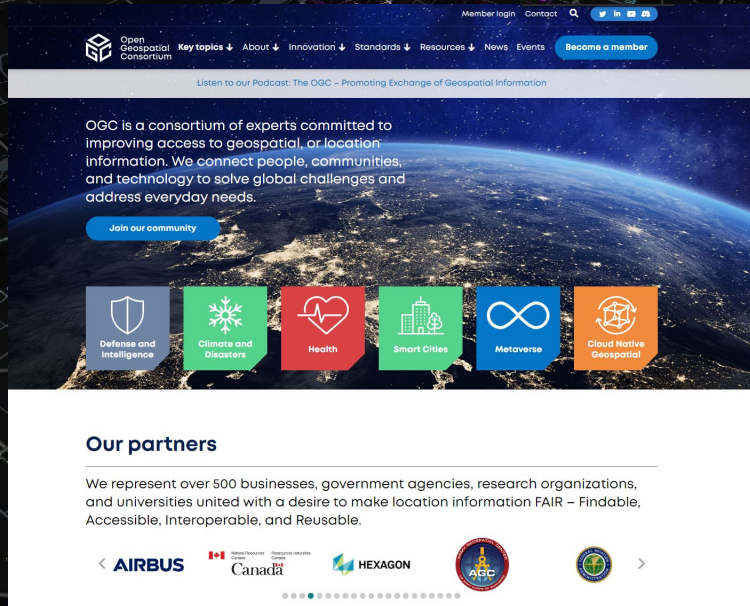 Member login Contact
Open
Geospatial
Consortium
Key topics ↓ About ↓ Innovation ↓ Standards ↓ Resources ↓ News Events Become a member
Listen to our Podcast: The OGC – Promoting Exchange of Geospatial Information
OGC is a consortium of experts committed to
improving access to geospatial, or location
information. We connect people, communities,
and technology to solve global challenges and
address everyday needs.
Join our community
Defense and
Intelligence
Climate and
Disasters
Health
Smart Cities
Metaverse
Cloud Native
Geospatial
Our partners
We represent over 500 businesses, government agencies, research organizations,
and universities united with a desire to make location information FAIR – Findable,
Accessible, Interoperable, and Reusable.
AIRBUS
Natural Resources Ressources naturelles
Canada Canada
Canada
HEXAGON
AGC